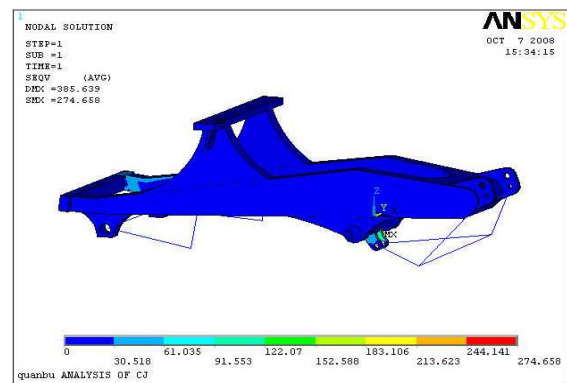 1
NODAL SOLUTION
STEP=1
SUB =1
TIME=1
SEQV (AVG)
DMX =385.639
SMX =274.658
ANSYS
OCT 7 2008
15:34:15
Z
Y
MX
0 61.035 122.07 183.106 244.141
30.518 91.553 152.588 213.623 274.658
quanbu ANALYSIS OF CJ